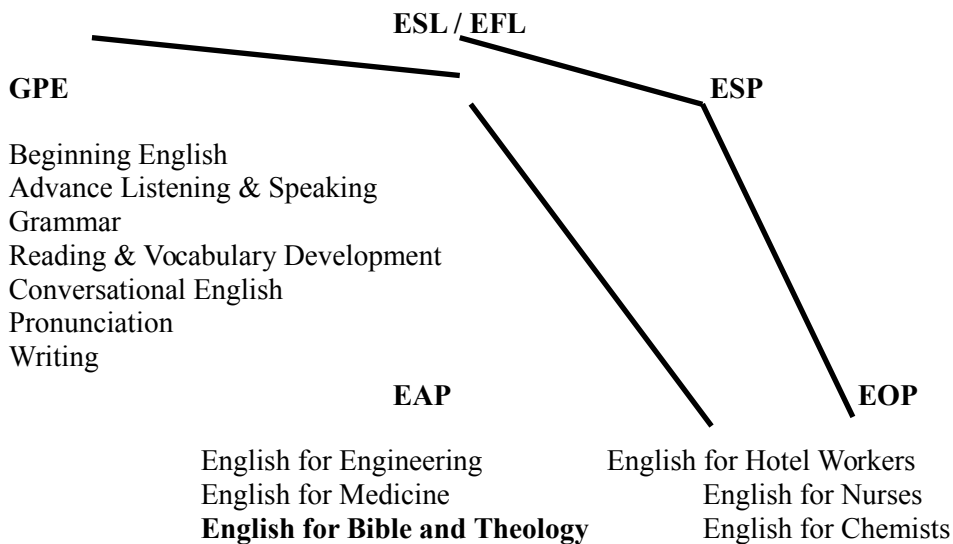 ESL / EFL
GPE ESP
Beginning English
Advance Listening & Speaking
Grammar
Reading & Vocabulary Development
Conversational English
Pronunciation
Writing
EAP EOP
English for Engineering English for Hotel Workers
English for Medicine English for Nurses
English for Bible and Theology English for Chemists